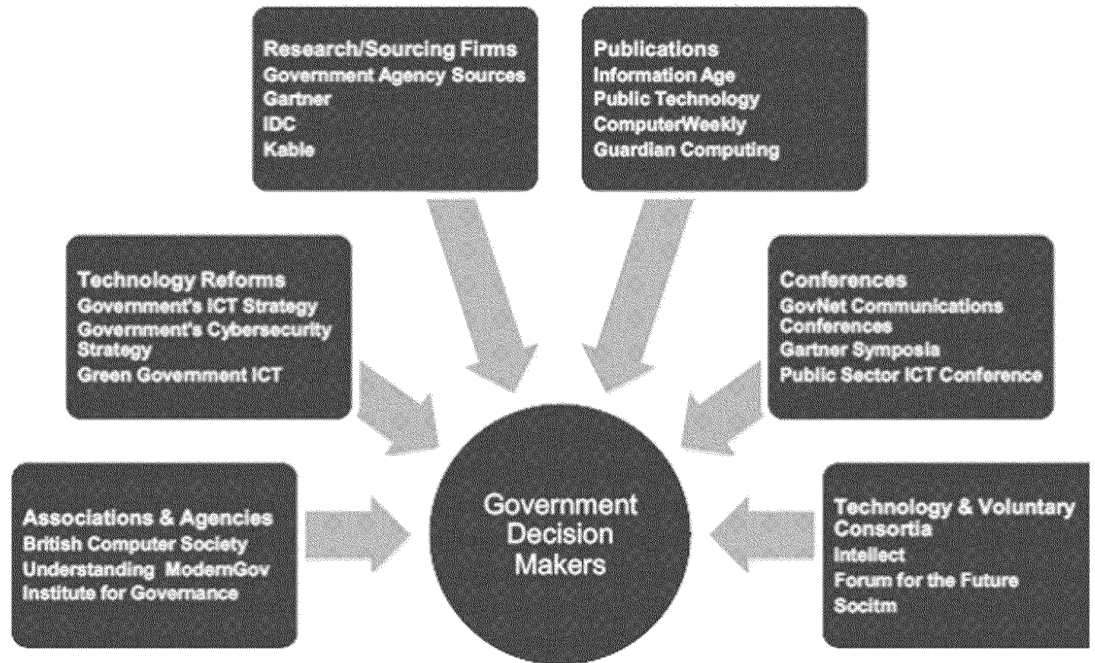 Research/Sourcing Firms
Government Agency Sources
Gartner
IDC
Kable
Publications
Information Age
Public Technology
ComputerWeekly
Guardian Computing
Technology Reforms
Government's ICT Strategy
Government's Cybersecurity
Strategy
Green Government ICT
Conferences
GovNet Communications
Conferences
Gartner Symposia
Public Sector ICT Conference
Associations & Agencies
British Computer Society
Understanding ModernGov
Institute for Governance
Government
Decision
Makers
Technology & Voluntary
Consortia
Intellect
Forum for the Future
Socitm